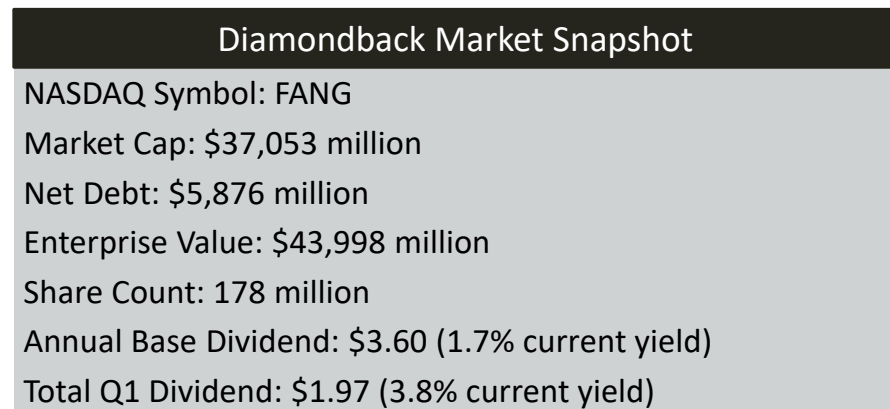 Diamondback Market Snapshot
NASDAQ Symbol: FANG
Market Cap: $37,053 million
Net Debt: $5,876 million
Enterprise Value: $43,998 million
Share Count: 178 million
Annual Base Dividend: $3.60 (1.7% current yield)
Total Q1 Dividend: $1.97 (3.8% current yield)